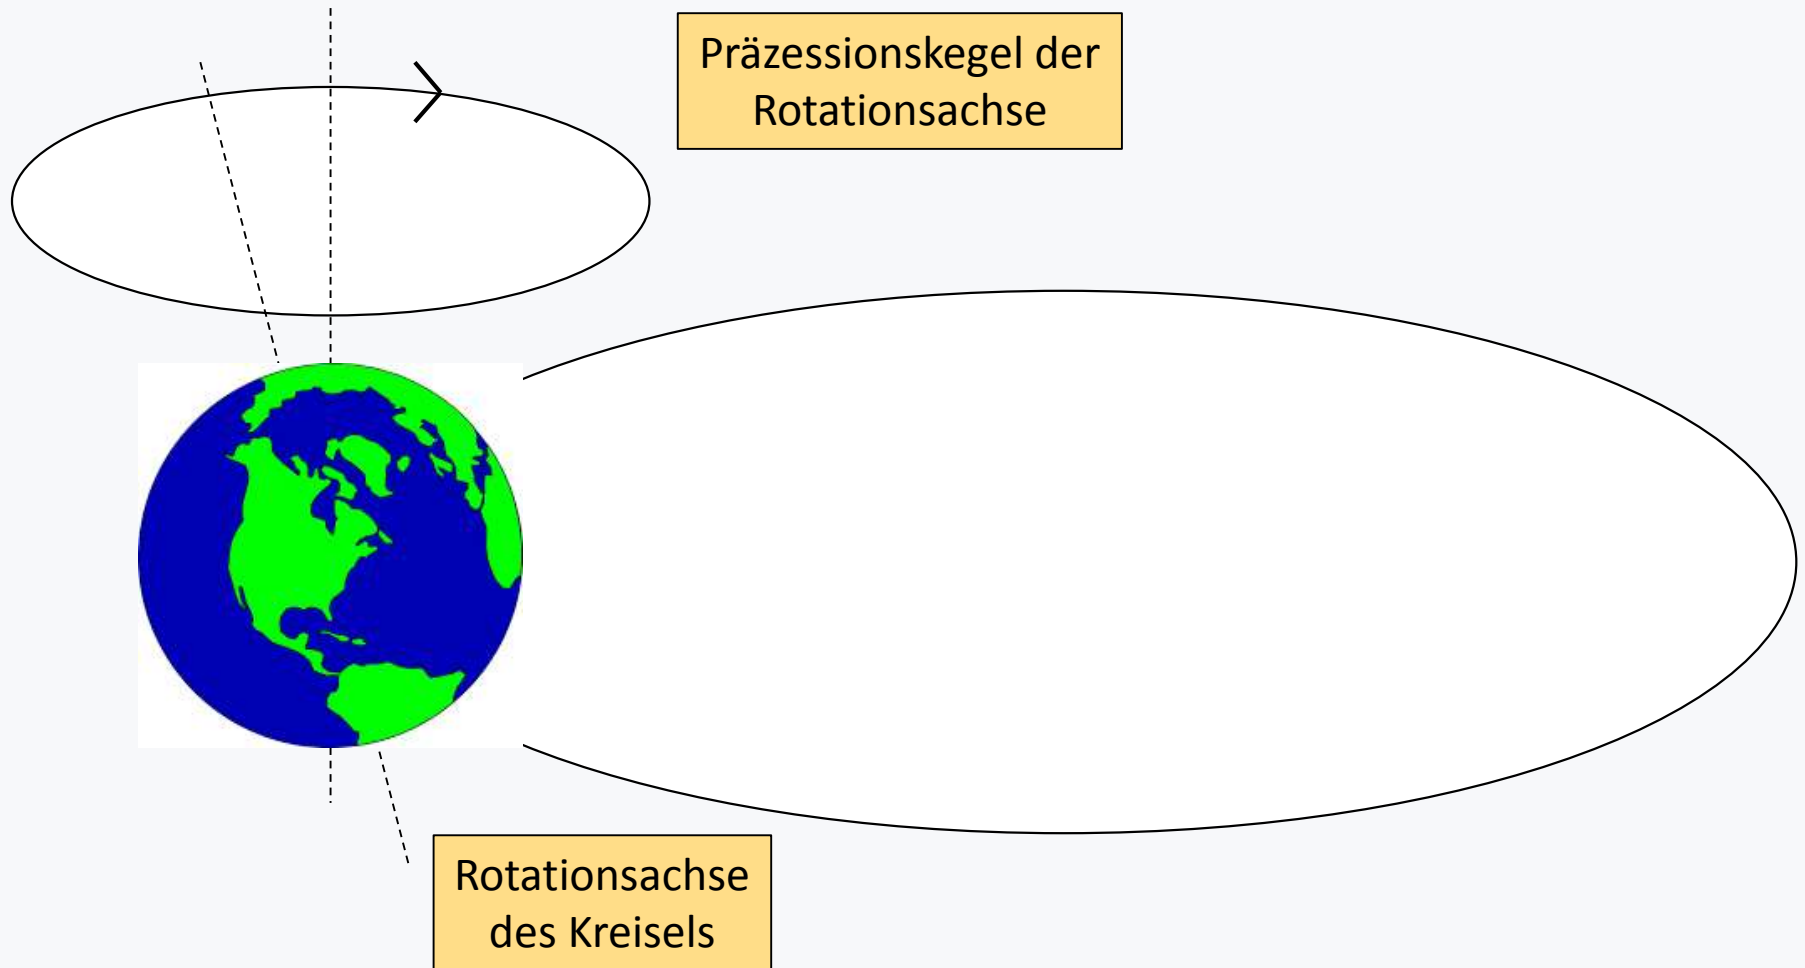 Präzessionskegel der
Rotationsachse
Rotationsachse
des Kreisels